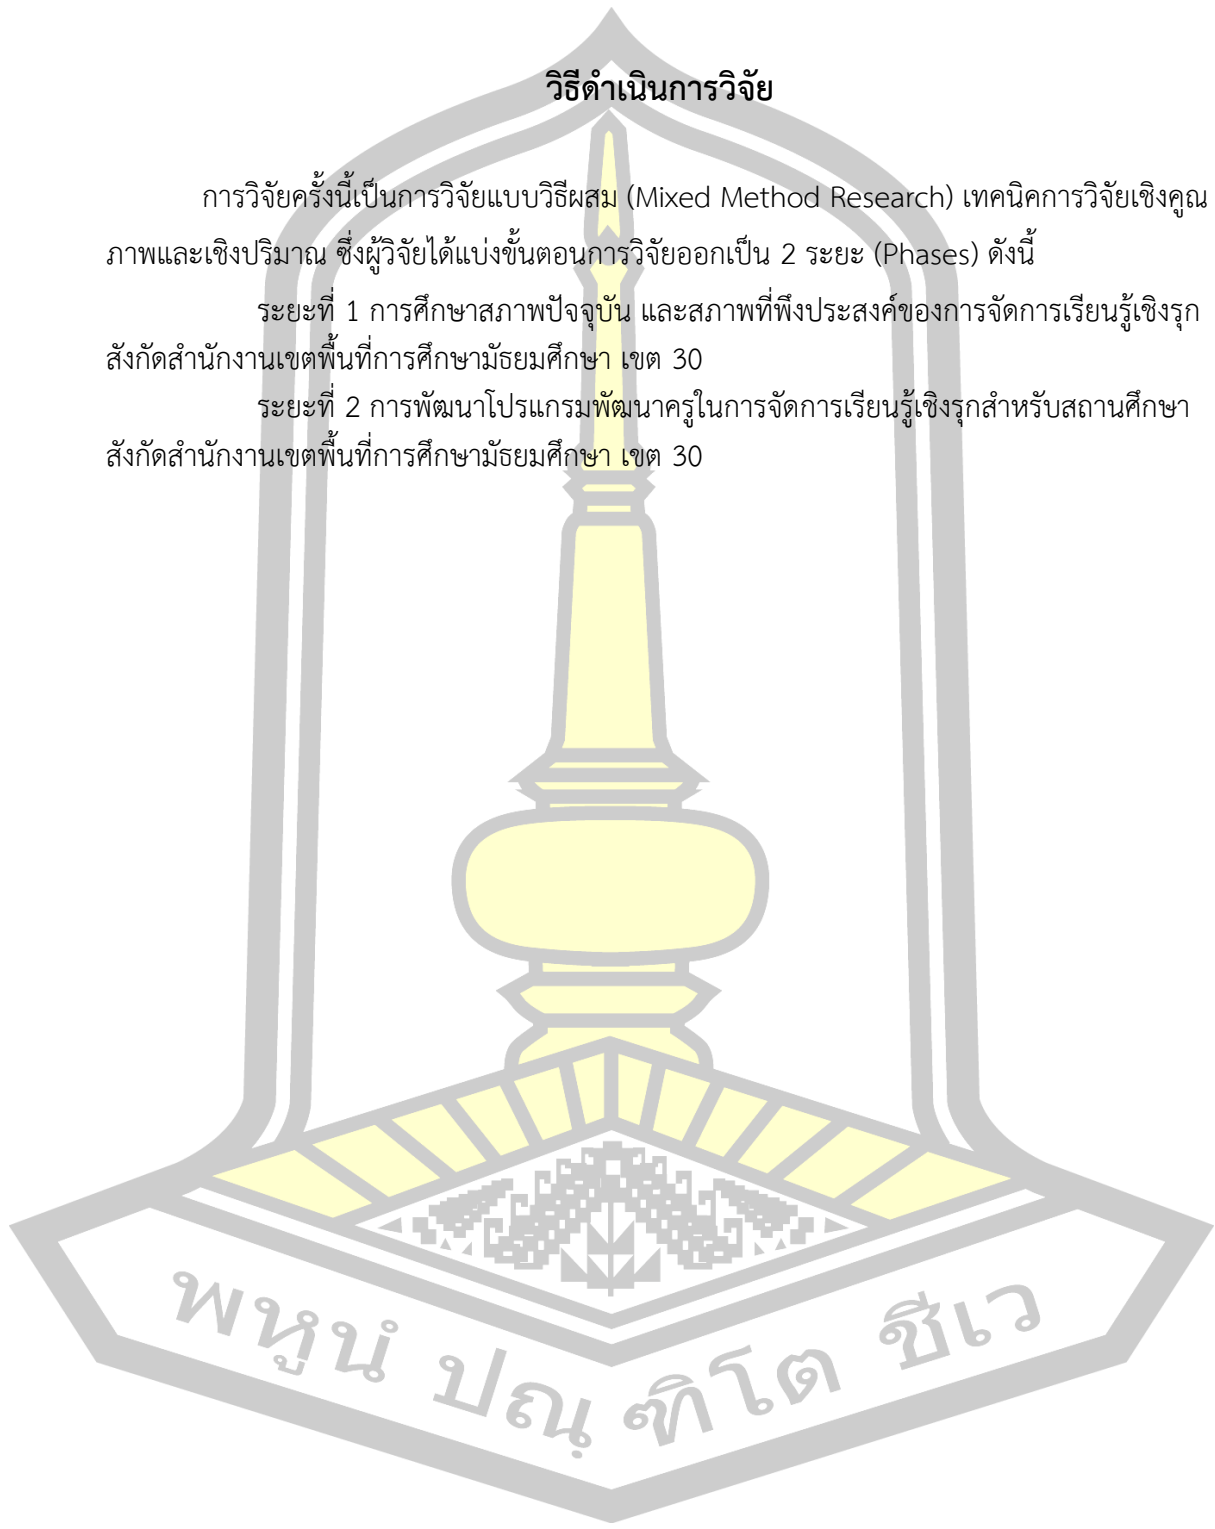 วิธีดำเนินการวิจัย
การวิจัยครั้งนี้เป็นการวิจัยแบบวิธีผสม (Mixed Method Research) เทคนิคการวิจัยเชิงคูณ
ภาพและเชิงปริมาณ ซึ่งผู้วิจัยได้แบ่งขั้นตอนการวิจัยออกเป็น 2 ระยะ (Phases) ดังนี้
ระยะที่ 1 การศึกษาสภาพปัจจุบัน และสภาพที่พึงประสงค์ของการจัดการเรียนรู้เชิงรุก
สังกัดสำนักงานเขตพื้นที่การศึกษามัธยมศึกษา เขต 30
ระยะที่ 2 การพัฒนาโปรแกรมพัฒนาครูในการจัดการเรียนรู้เชิงรุกสำหรับสถานศึกษา
สังกัดสำนักงานเขตพื้นที่การศึกษามัธยมศึกษา เขต 30
พหูนํ ปณฺ ฑิโต ชีเว